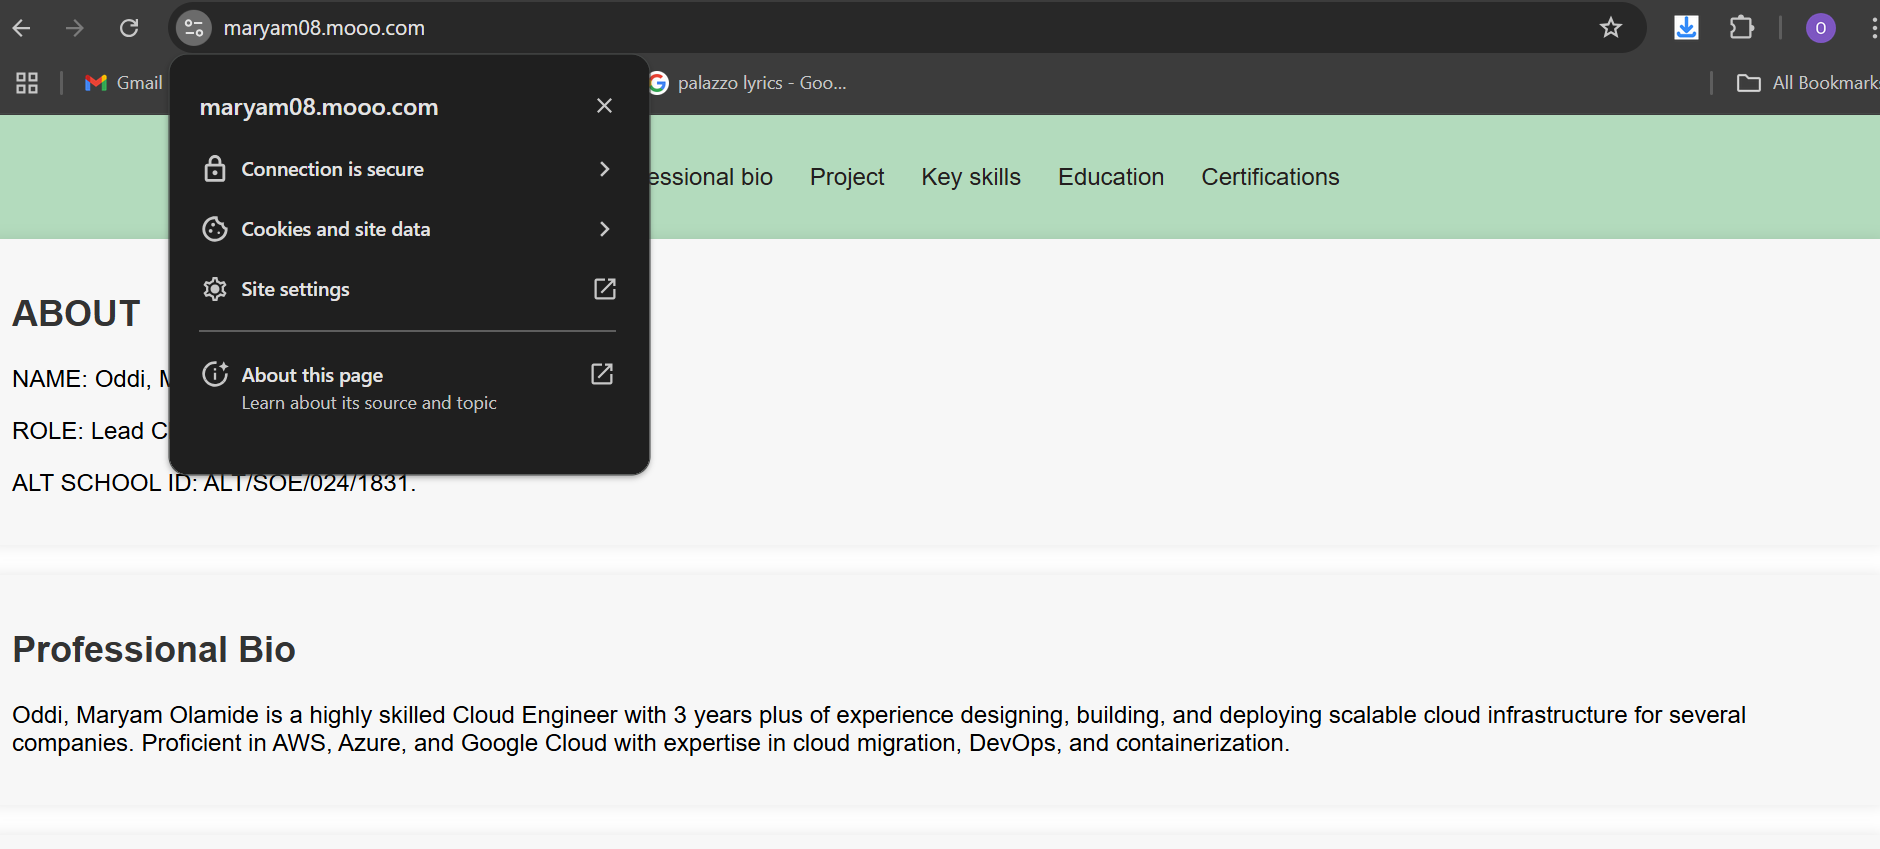 maryam08.mooo.com
O
Gmail
palazzo lyrics - Goo...
All Bookmarks
maryam08.mooo.com
Connection is secure
Cookies and site data
Site settings
About this page
Learn about its source and topic
essional bio Project Key skills Education Certifications
ABOUT
NAME: Oddi,
ROLE: Lead C
ALT SCHOOL ID: ALT/SOE/024/1831.
Professional Bio
Oddi, Maryam Olamide is a highly skilled Cloud Engineer with 3 years plus of experience designing, building, and deploying scalable cloud infrastructure for several
companies. Proficient in AWS, Azure, and Google Cloud with expertise in cloud migration, DevOps, and containerization.